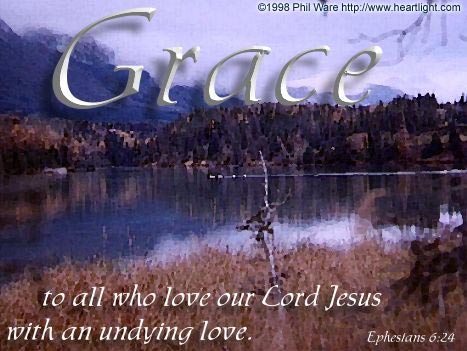 ©1998 Phil Ware http://www.heartlight.com
Grace
to all who love our Lord Jesus
with an undying love.
Ephesians 6:24